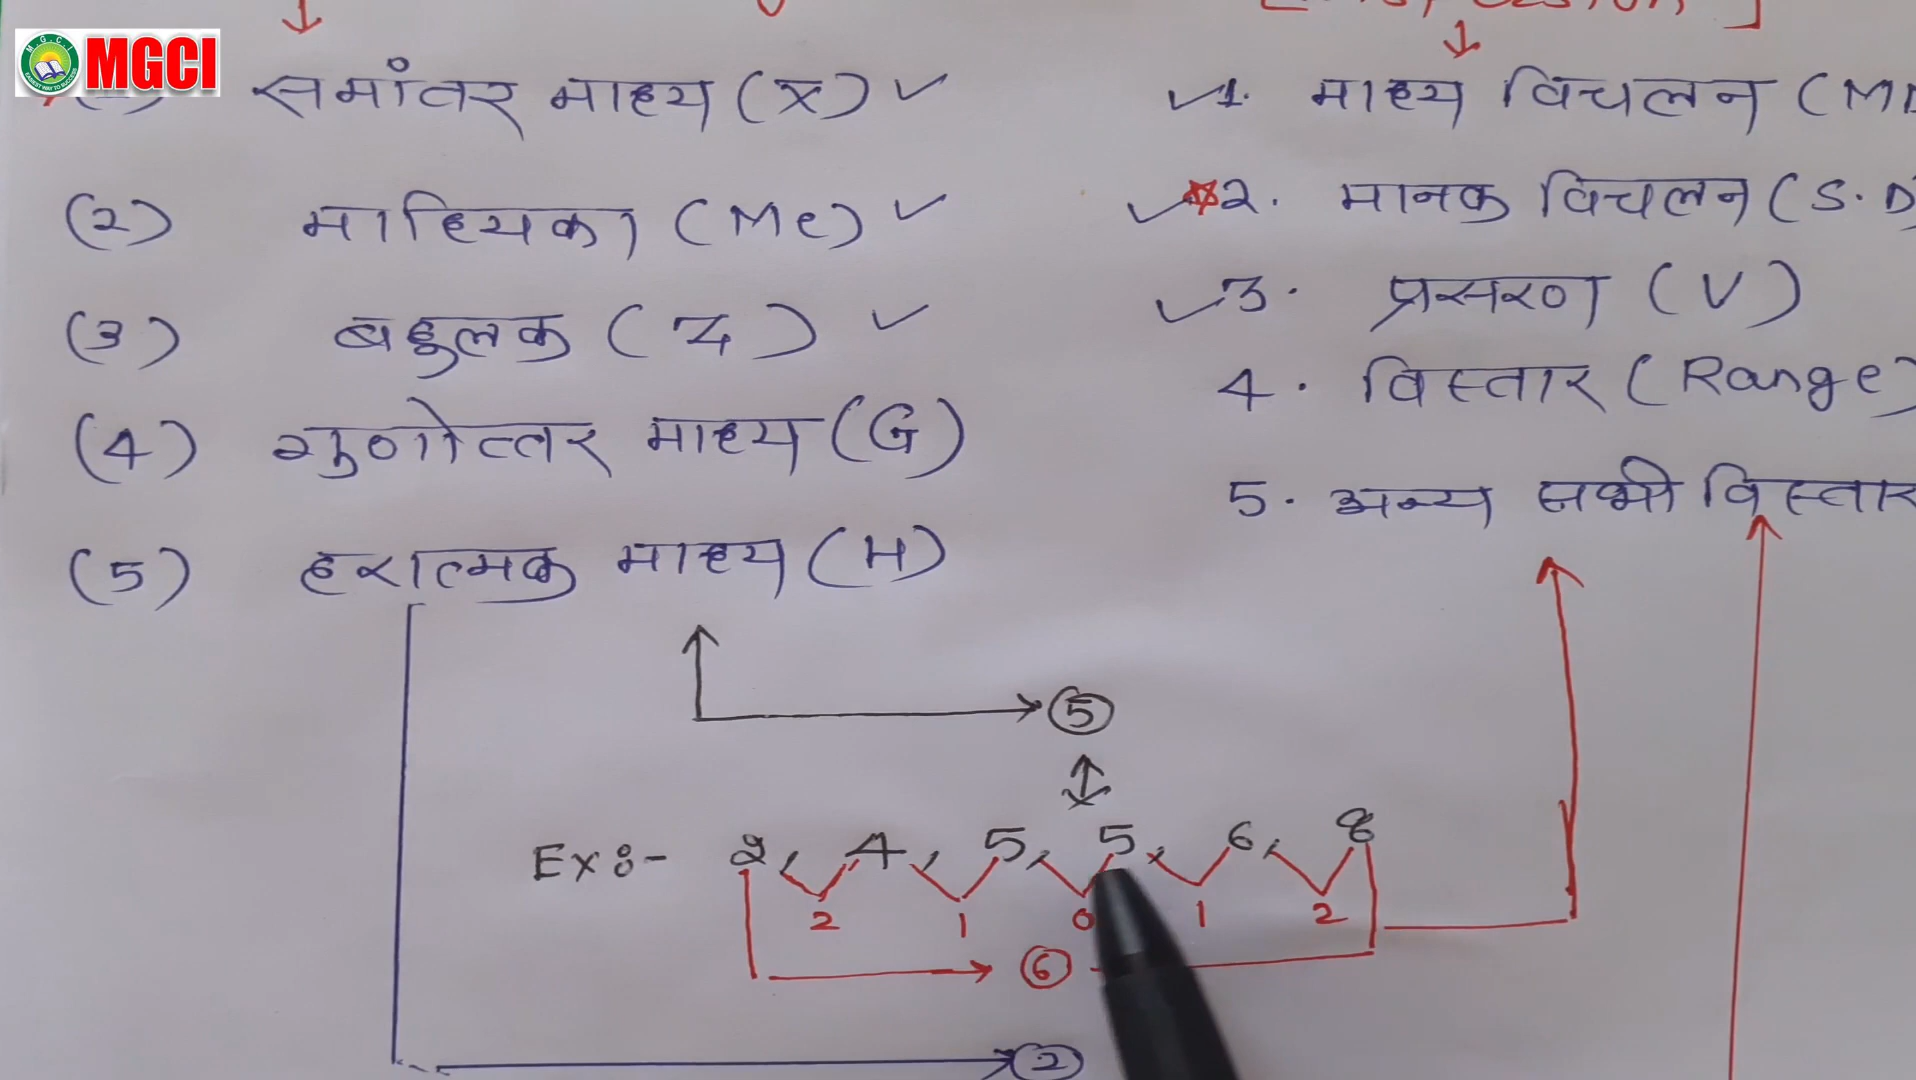 MGCI
समांतर माध्य (x̄) ✓
(2) माध्यिका (Me) ✓
(3) बहुलक (Z) ✓
(4) गुणोत्तर माध्य (G)
(5) हरात्मक माध्य (H)
✓1. माध्य विचलन (MD
✓2. मानक विचलन (S.D)
✓3. प्रसरण (V)
4. विस्तार (Range)
5. अन्य सभी विस्तार
5
Ex:- 2, 4, 5, 5, 6, 8
2 1 0 1 2
6
2